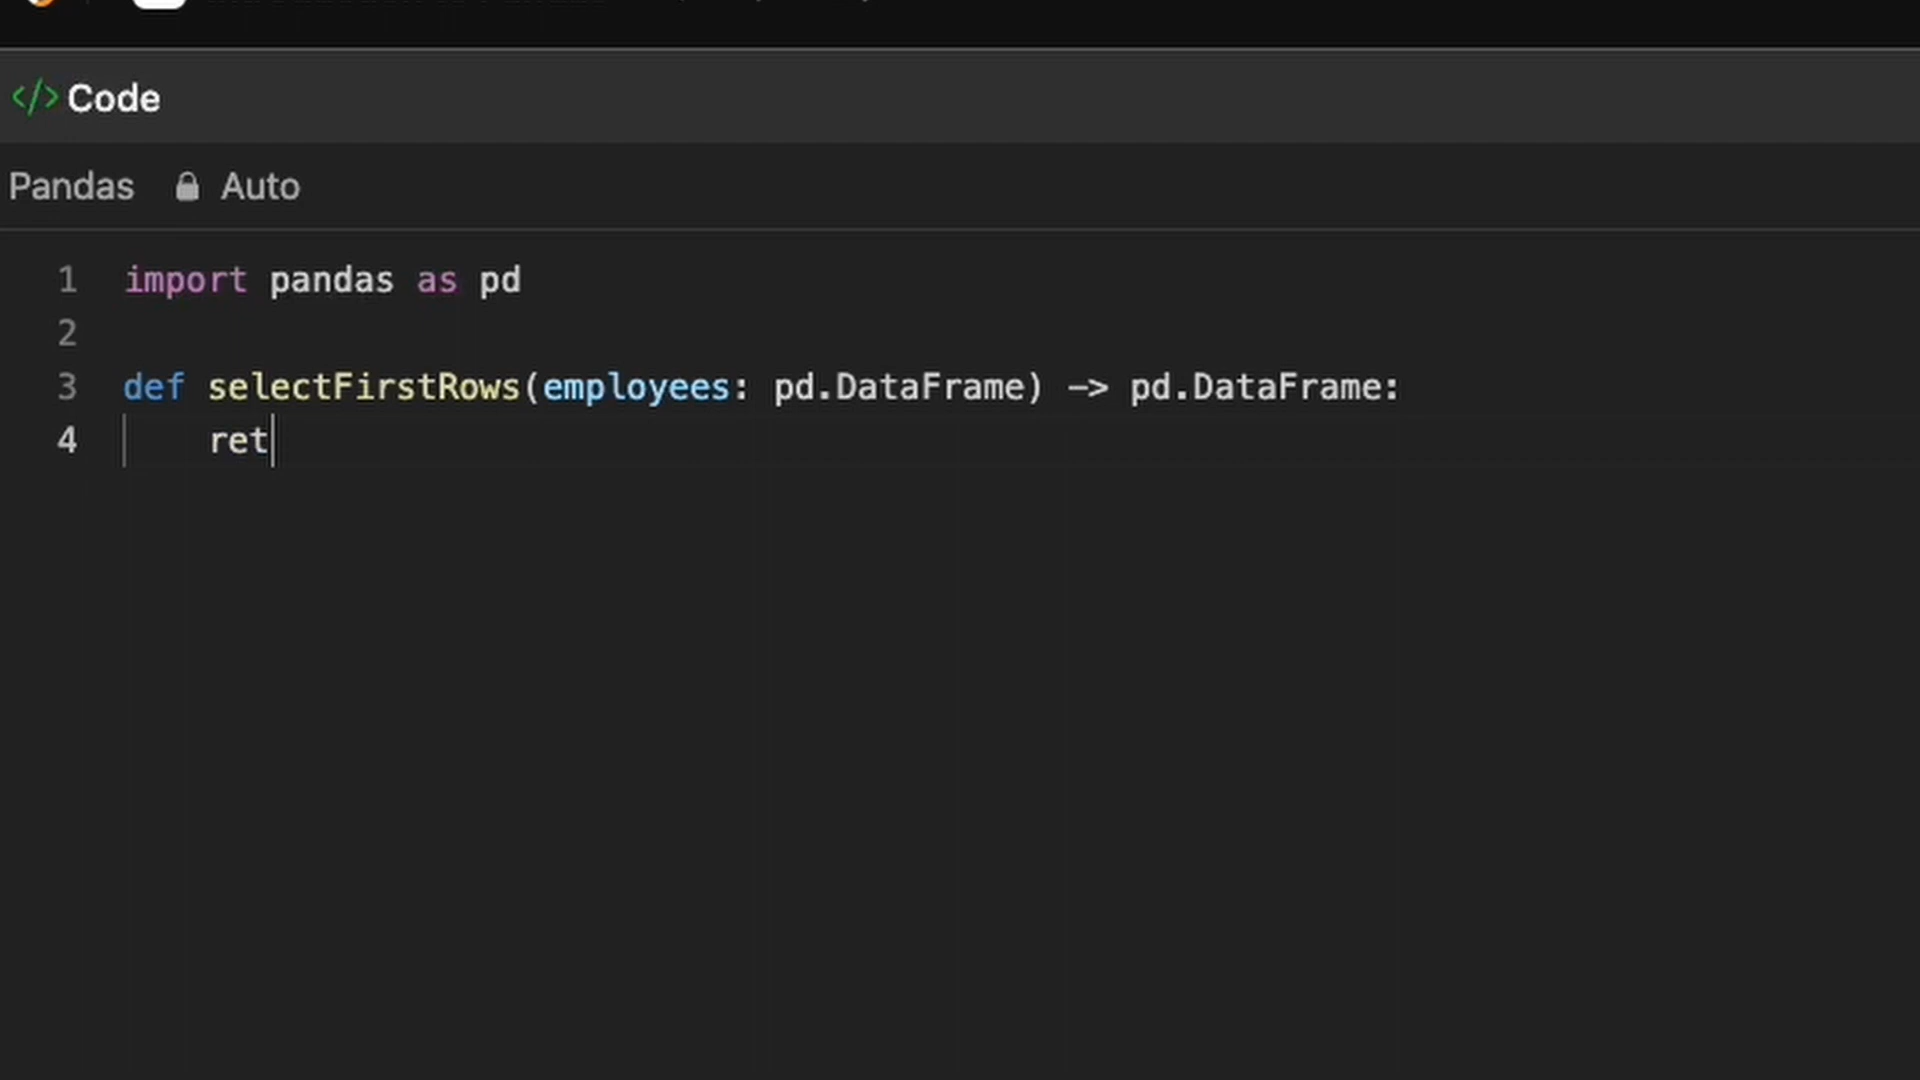 </> Code
Pandas Auto
1 import pandas as pd
2
3 def selectFirstRows(employees: pd.DataFrame) -> pd.DataFrame:
4 ret